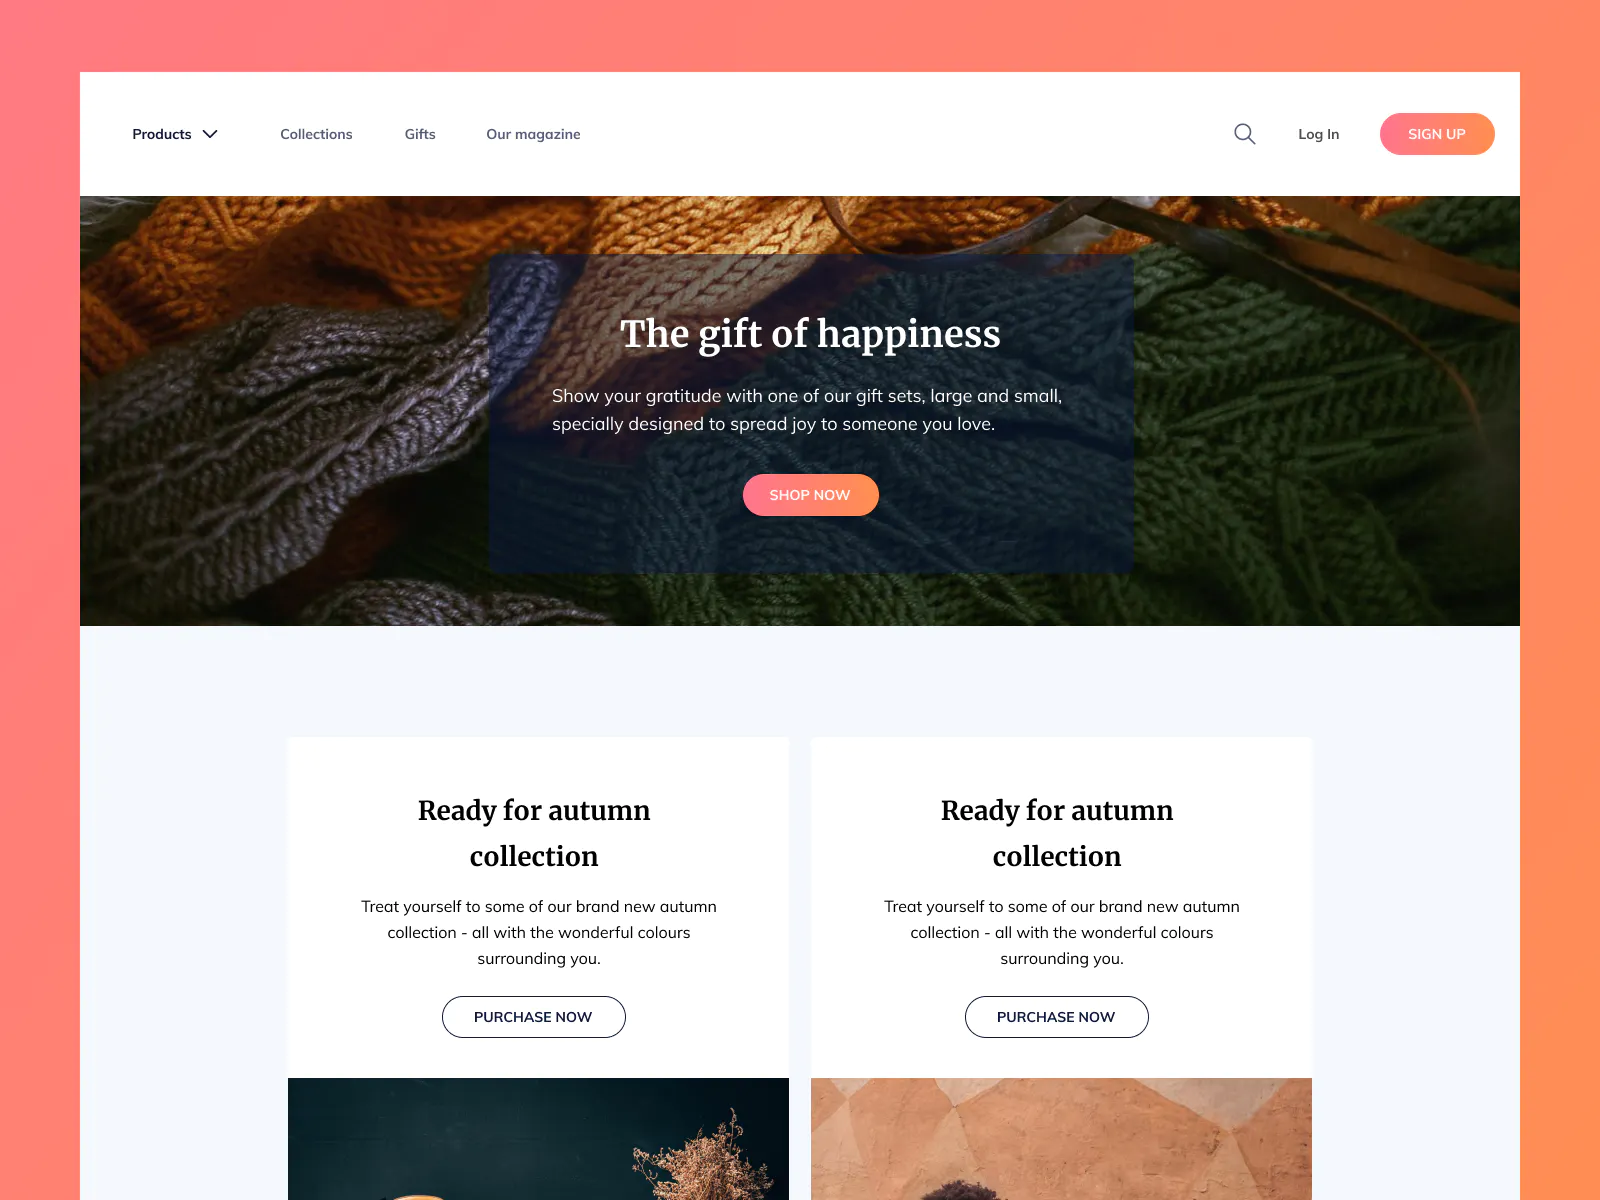 Products
Collections
Gifts
Our magazine
Log In
SIGN UP
The gift of happiness
Show your gratitude with one of our gift sets, large and small,
specially designed to spread joy to someone you love.
SHOP NOW
Ready for autumn
collection
Treat yourself to some of our brand new autumn
collection - all with the wonderful colours
surrounding you.
PURCHASE NOW
Ready for autumn
collection
Treat yourself to some of our brand new autumn
collection - all with the wonderful colours
surrounding you.
PURCHASE NOW